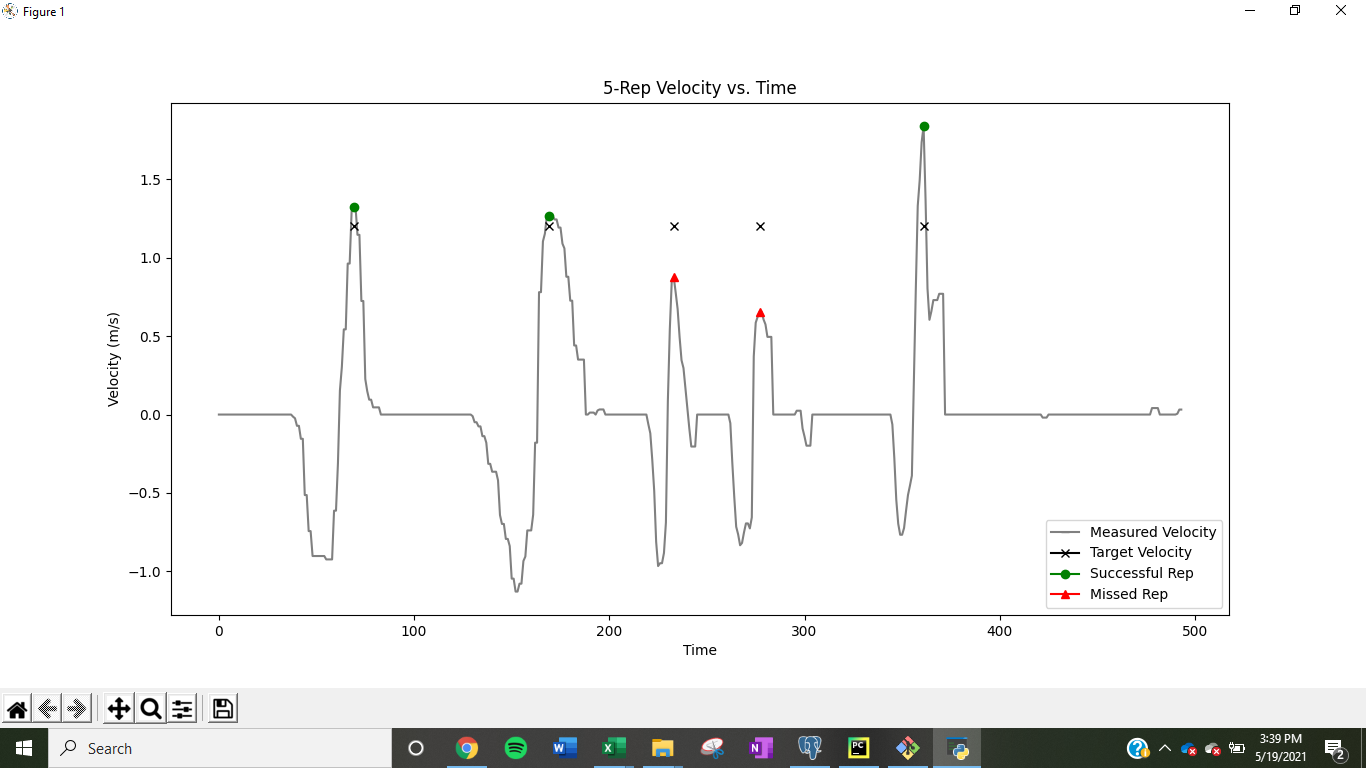 Figure 1
5-Rep Velocity vs. Time
1.5
1.0
0.5
0.0
−0.5
−1.0
Velocity (m/s)
0 100 200 300 400 500
Time
Measured Velocity
Target Velocity
Successful Rep
Missed Rep
Search
W
X
N
PC
?
3:39 PM
5/19/2021
2